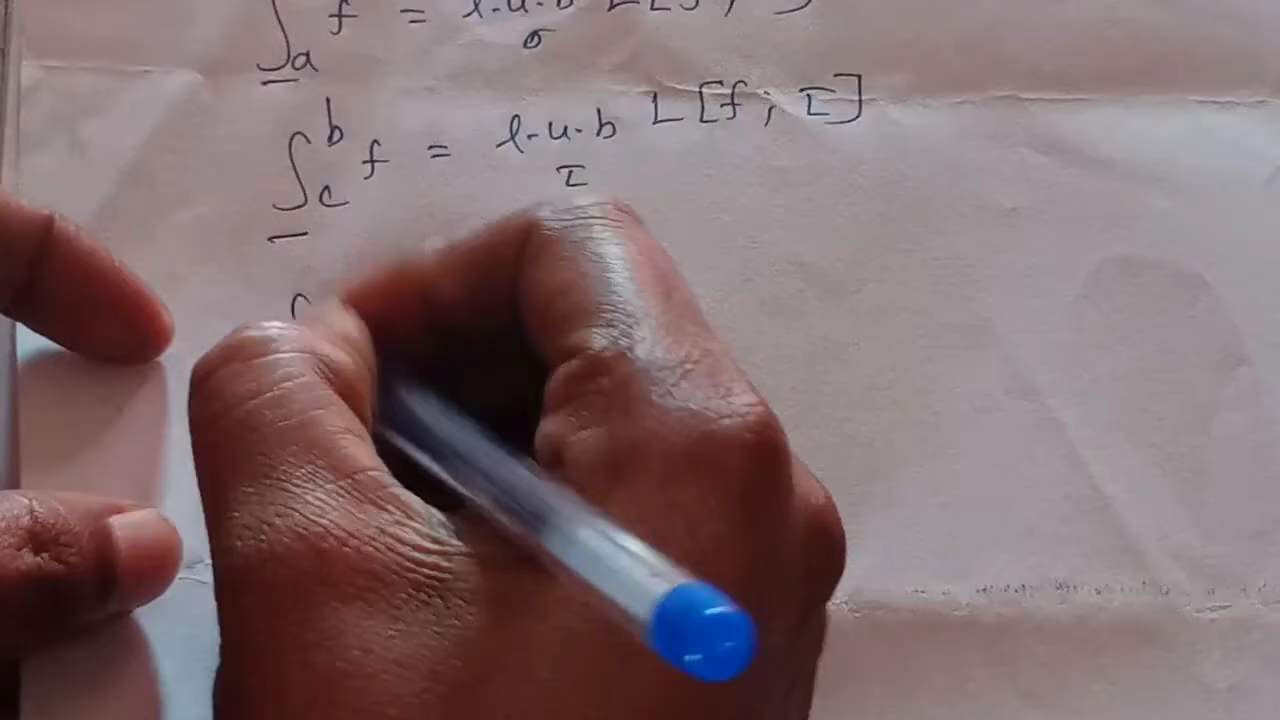 ∫_a f = l.u.b L[f;
σ
∫_c^b f = l.u.b L[f; τ]
τ
∫